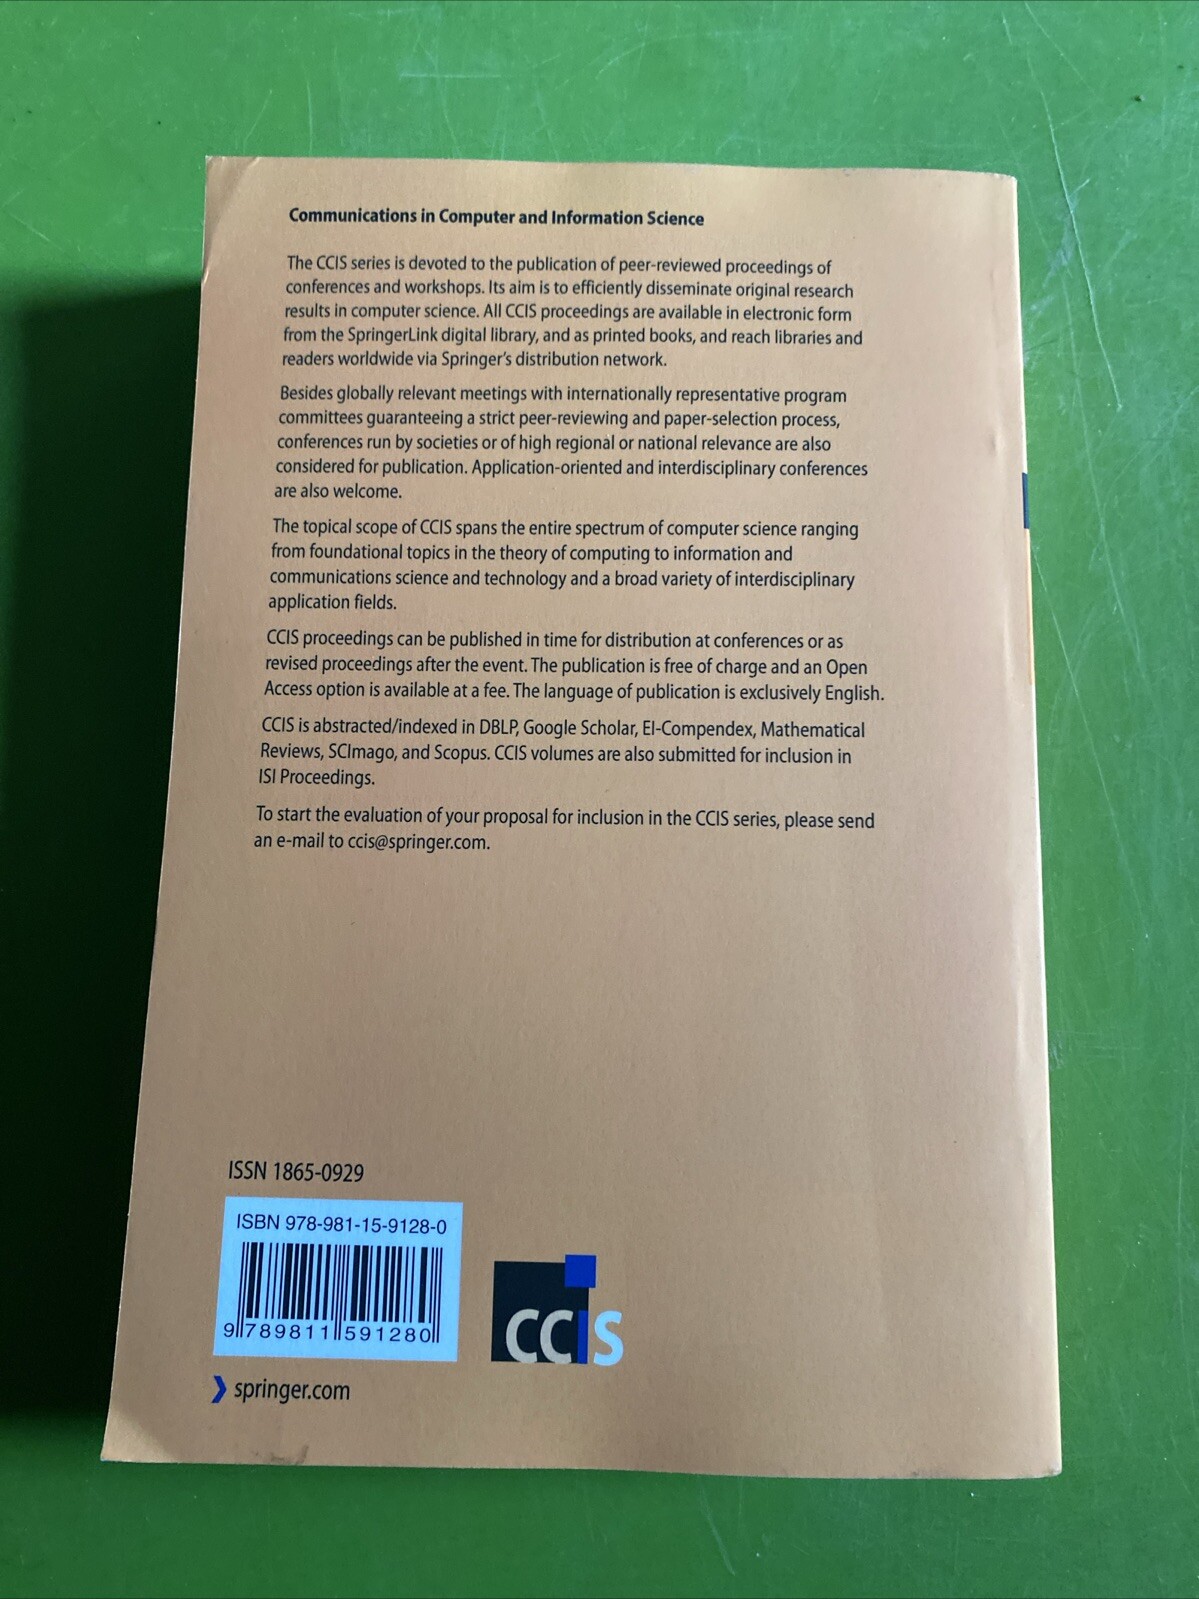 Communications in Computer and Information Science
The CCIS series is devoted to the publication of peer-reviewed proceedings of
conferences and workshops. Its aim is to efficiently disseminate original research
results in computer science. All CCIS proceedings are available in electronic form
from the SpringerLink digital library, and as printed books, and reach libraries and
readers worldwide via Springer's distribution network.
Besides globally relevant meetings with internationally representative program
committees guaranteeing a strict peer-reviewing and paper-selection process,
conferences run by societies or of high regional or national relevance are also
considered for publication. Application-oriented and interdisciplinary conferences
are also welcome.
The topical scope of CCIS spans the entire spectrum of computer science ranging
from foundational topics in the theory of computing to information and
communications science and technology and a broad variety of interdisciplinary
application fields.
CCIS proceedings can be published in time for distribution at conferences or as
revised proceedings after the event. The publication is free of charge and an Open
Access option is available at a fee. The language of publication is exclusively English.
CCIS is abstracted/indexed in DBLP, Google Scholar, EI-Compendex, Mathematical
Reviews, SCImago, and Scopus. CCIS volumes are also submitted for inclusion in
ISI Proceedings.
To start the evaluation of your proposal for inclusion in the CCIS series, please send
an e-mail to ccis@springer.com.
ISSN 1865-0929
ISBN 978-981-15-9128-0
9 789811 591280
CCIS
springer.com